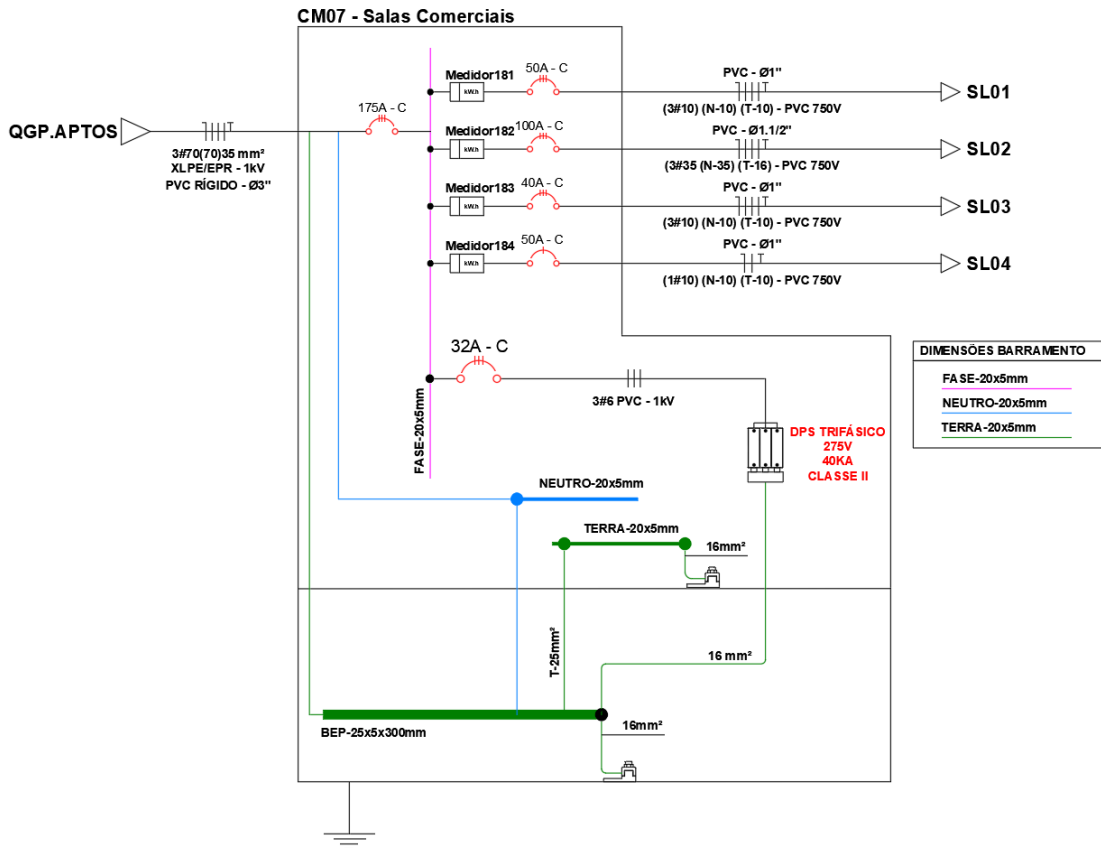 CM07 - Salas Comerciais
QGP.APTOS
3#70(70)35 mm²
XLPE/EPR - 1kV
PVC RÍGIDO - Ø3"
175A - C
Medidor181
kW.h
50A - C
PVC - Ø1"
(3#10) (N-10) (T-10) - PVC 750V
SL01
Medidor182
kW.h
100A - C
PVC - Ø1.1/2"
(3#35 (N-35) (T-16) - PVC 750V
SL02
Medidor183
kW.h
40A - C
PVC - Ø1"
(3#10) (N-10) (T-10) - PVC 750V
SL03
Medidor184
kW.h
50A - C
PVC - Ø1"
(1#10) (N-10) (T-10) - PVC 750V
SL04
32A - C
3#6 PVC - 1kV
FASE-20x5mm
DPS TRIFÁSICO
275V
40KA
CLASSE II
DIMENSÕES BARRAMENTO
FASE-20x5mm
NEUTRO-20x5mm
TERRA-20x5mm
NEUTRO-20x5mm
TERRA-20x5mm
16mm²
T-25mm²
16 mm²
BEP-25x5x300mm
16mm²